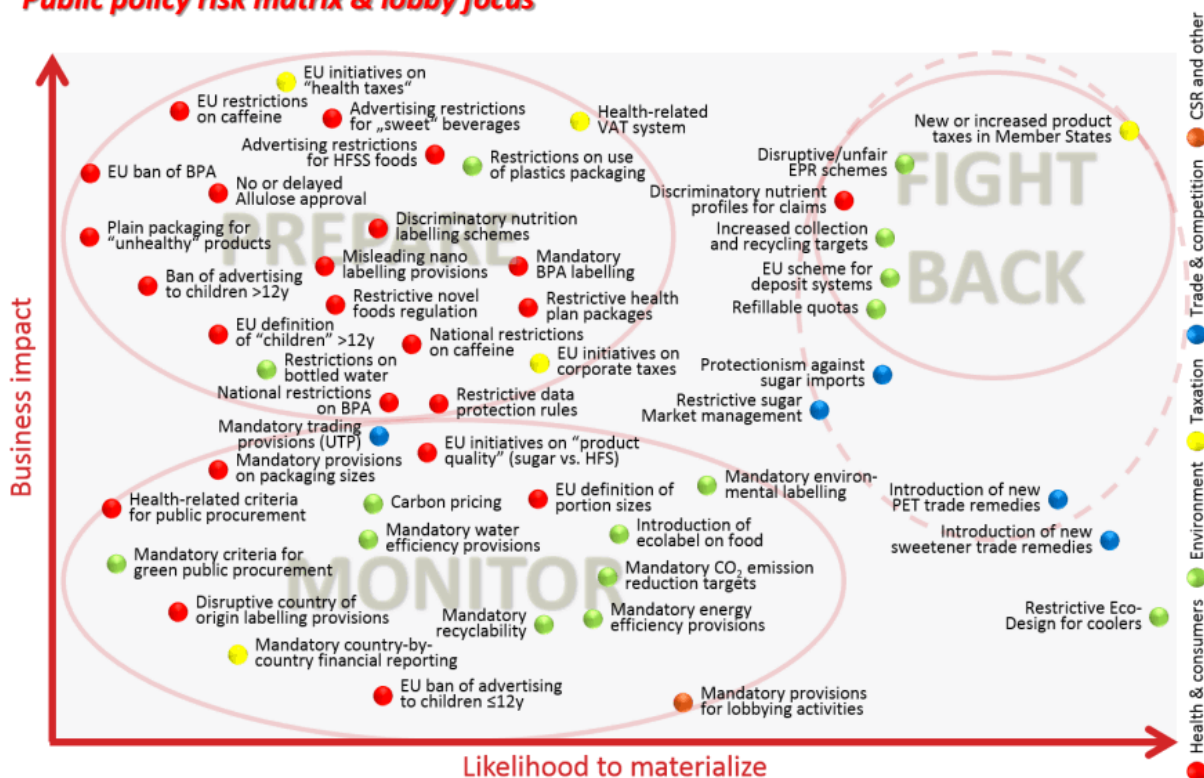 Public policy risk matrix & lobby focus
EU initiatives on
“health taxes“
EU restrictions
on caffeine
Advertising restrictions
for „sweet“ beverages
Health-related
VAT system
New or increased product
taxes in Member States
Advertising restrictions
for HFSS foods
Restrictions on use
of plastics packaging
Disruptive/unfair
EPR schemes
EU ban of BPA
No or delayed
Allulose approval
Discriminatory nutrient
profiles for claims
FIGHT
BACK
PREPARE
Plain packaging for
“unhealthy” products
Discriminatory nutrition
labelling schemes
Increased collection
and recycling targets
Misleading nano
labelling provisions
Mandatory
BPA labelling
Ban of advertising
to children >12y
EU scheme for
deposit systems
Restrictive novel
foods regulation
Restrictive health
plan packages
Refillable quotas
EU definition
of “children” >12y
National restrictions
on caffeine
Restrictions on
bottled water
EU initiatives on
corporate taxes
Protectionism against
sugar imports
National restrictions
on BPA
Restrictive data
protection rules
Restrictive sugar
Market management
Mandatory trading
provisions (UTP)
EU initiatives on “product
quality” (sugar vs. HFS)
Mandatory provisions
on packaging sizes
Mandatory environ-
mental labelling
Health-related criteria
for public procurement
Carbon pricing
EU definition of
portion sizes
Introduction of new
PET trade remedies
Mandatory water
efficiency provisions
Introduction of
ecolabel on food
Introduction of new
sweetener trade remedies
Mandatory criteria for
green public procurement
MONITOR
Mandatory CO₂ emission
reduction targets
Disruptive country of
origin labelling provisions
Mandatory
recyclability
Mandatory energy
efficiency provisions
Restrictive Eco-
Design for coolers
Mandatory country-by-
country financial reporting
EU ban of advertising
to children ≤12y
Mandatory provisions
for lobbying activities
Business impact
Likelihood to materialize
Health & consumers
Environment
Taxation
Trade & competition
CSR and other